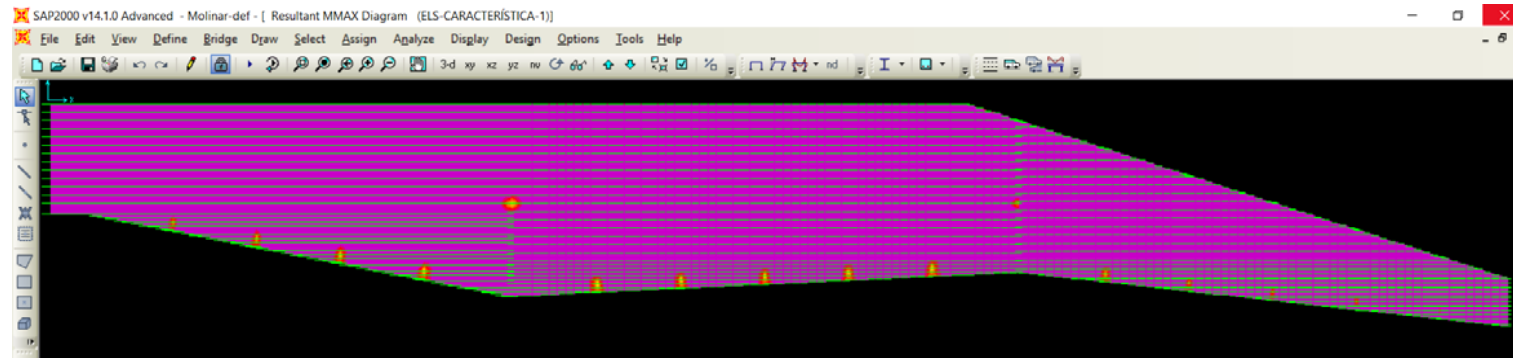 SAP2000 v14.1.0 Advanced - Molinar-def - [ Resultant MMAX Diagram (ELS-CARACTERÍSTICA-1)]
File Edit View Define Bridge Draw Select Assign Analyze Display Design Options Tools Help
3-d xy xz yz nv nd